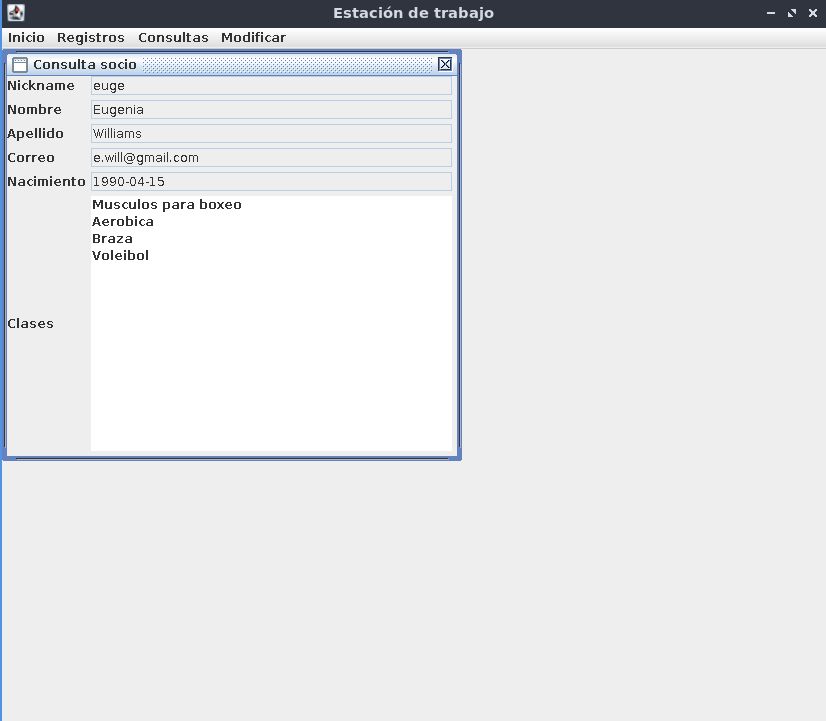 Estación de trabajo
Inicio Registros Consultas Modificar
Consulta socio
Nickname euge
Nombre Eugenia
Apellido Williams
Correo e.will@gmail.com
Nacimiento 1990-04-15
Musculos para boxeo
Aerobica
Braza
Voleibol
Clases